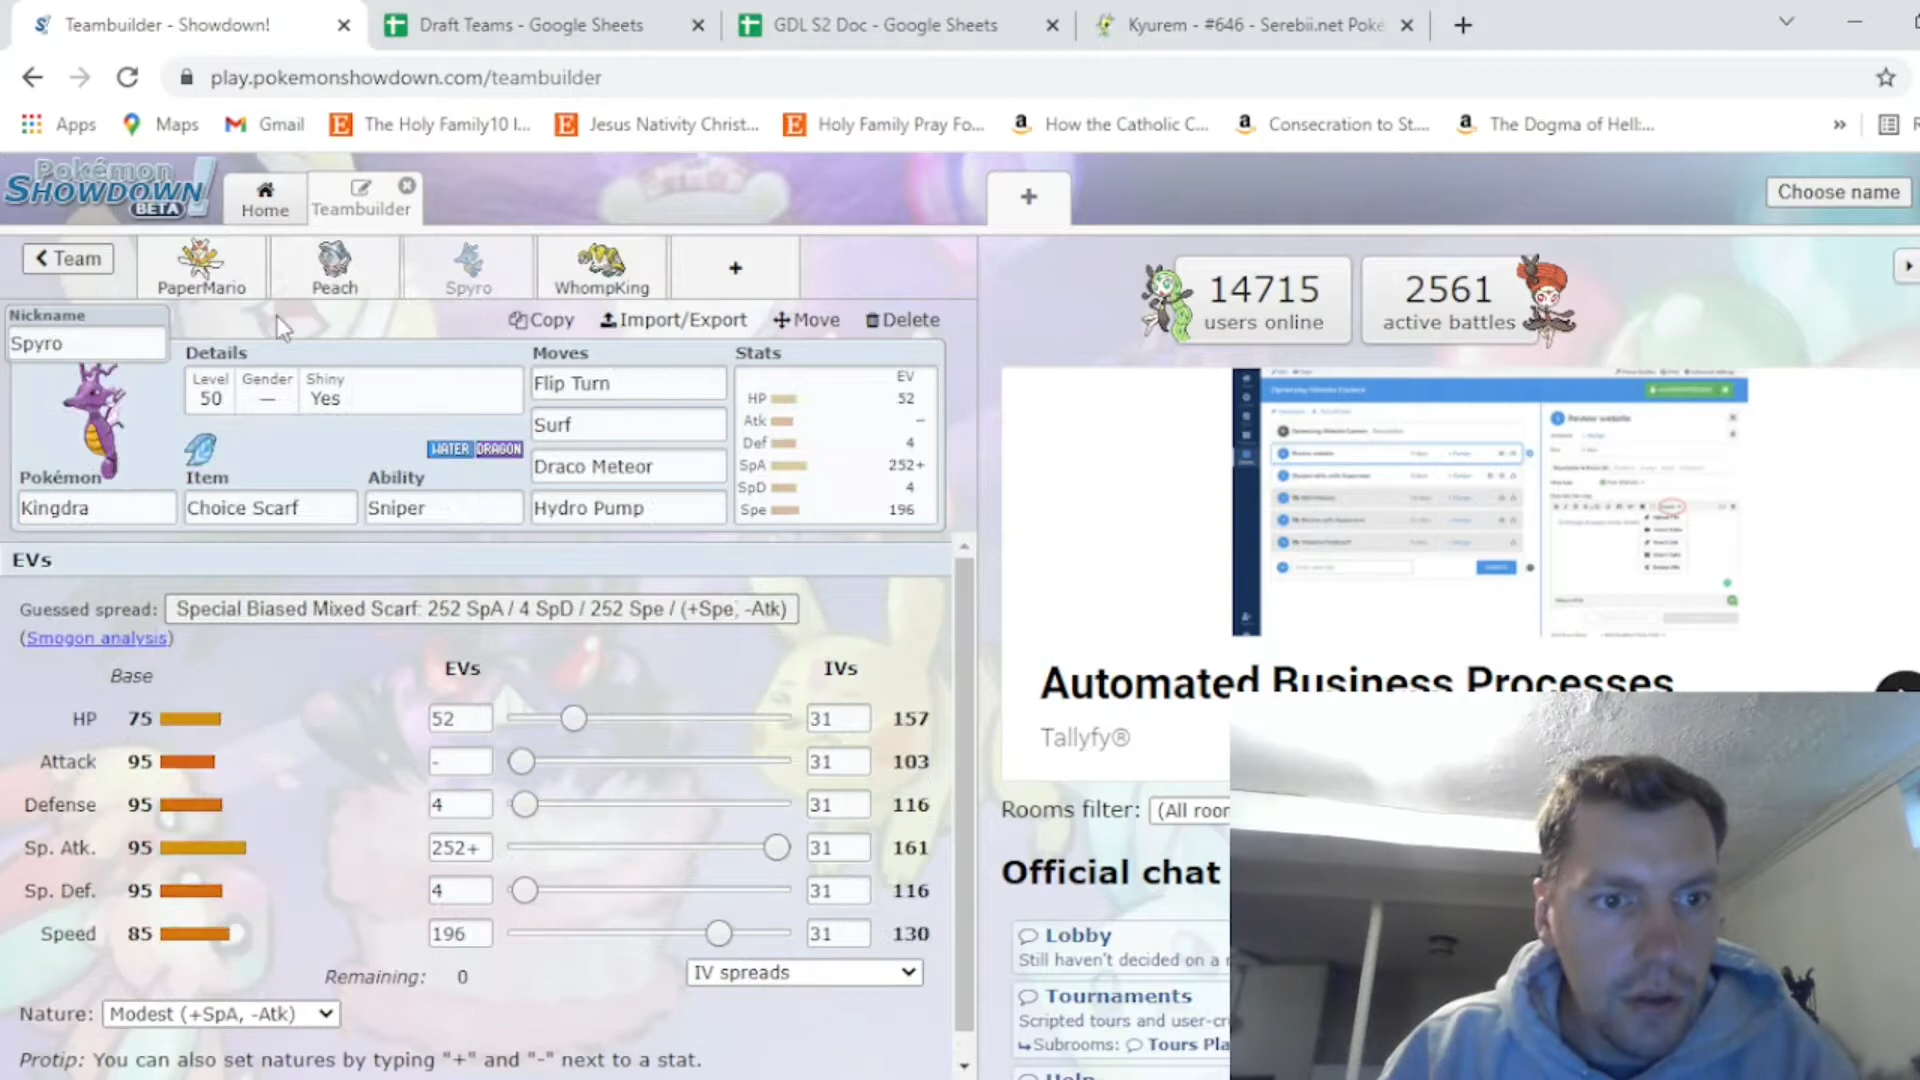 Teambuilder - Showdown!
Draft Teams - Google Sheets
GDL S2 Doc - Google Sheets
Kyurem - #646 - Serebii.net Poké
play.pokemonshowdown.com/teambuilder
Apps
Maps
Gmail
The Holy Family10 I...
Jesus Nativity Christ...
Holy Family Pray Fo...
How the Catholic C...
Consecration to St....
The Dogma of Hell:...
Pokémon
SHOWDOWN!
BETA
Home
Teambuilder
Choose name
Team
PaperMario
Peach
Spyro
WhompKing
14715
users online
2561
active battles
Nickname
Spyro
Copy
Import/Export
Move
Delete
Details
Level
50
Gender
—
Shiny
Yes
WATER DRAGON
Pokémon
Kingdra
Item
Choice Scarf
Ability
Sniper
Moves
Flip Turn
Surf
Draco Meteor
Hydro Pump
Stats
EV
HP 52
Atk –
Def 4
SpA 252+
SpD 4
Spe 196
EVs
Guessed spread: Special Biased Mixed Scarf: 252 SpA / 4 SpD / 252 Spe / (+Spe, -Atk)
(Smogon analysis)
Base EVs IVs
HP 75 52 31 157
Attack 95 - 31 103
Defense 95 4 31 116
Sp. Atk. 95 252+ 31 161
Sp. Def. 95 4 31 116
Speed 85 196 31 130
Remaining: 0
IV spreads
Nature: Modest (+SpA, -Atk)
Protip: You can also set natures by typing "+" and "-" next to a stat.
Review website
Automated Business Processes
Tallyfy®
Rooms filter: (All roor
Official chat
Lobby
Still haven't decided on a
Tournaments
Scripted tours and user-cr
Subrooms: Tours Pla
Help